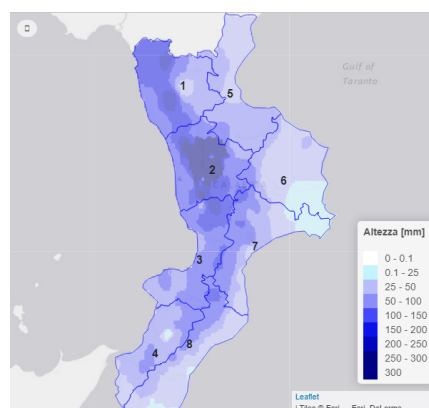 Gulf of
Taranto
1
5
2
6
7
3
4
8
Altezza [mm]
0 - 0.1
0.1 - 25
25 - 50
50 - 100
100 - 150
150 - 200
200 - 250
250 - 300
300
Leaflet